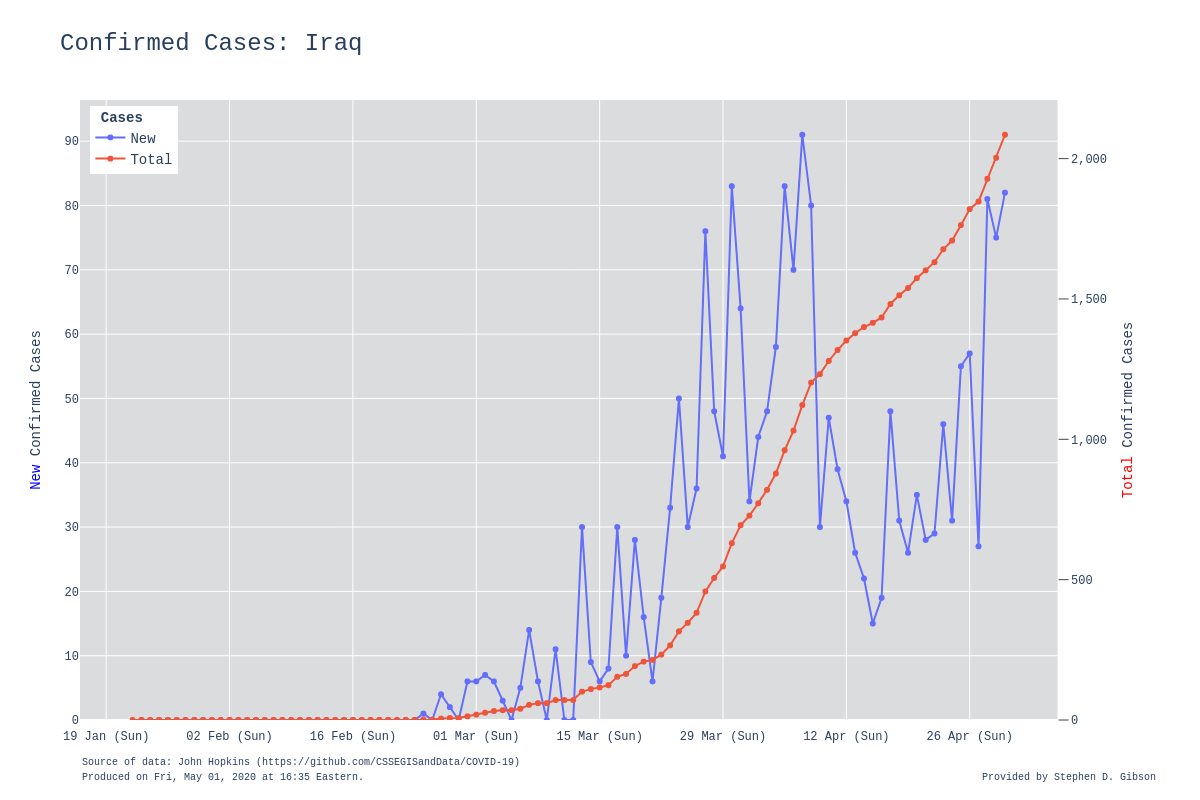 Confirmed Cases: Iraq
Cases
New
Total
90
80
70
60
50
40
30
20
10
0
New Confirmed Cases
2,000
1,500
1,000
500
0
Total Confirmed Cases
19 Jan (Sun)
02 Feb (Sun)
16 Feb (Sun)
01 Mar (Sun)
15 Mar (Sun)
29 Mar (Sun)
12 Apr (Sun)
26 Apr (Sun)
Source of data: John Hopkins (https://github.com/CSSEGISandData/COVID-19)
Produced on Fri, May 01, 2020 at 16:35 Eastern.
Provided by Stephen D. Gibson